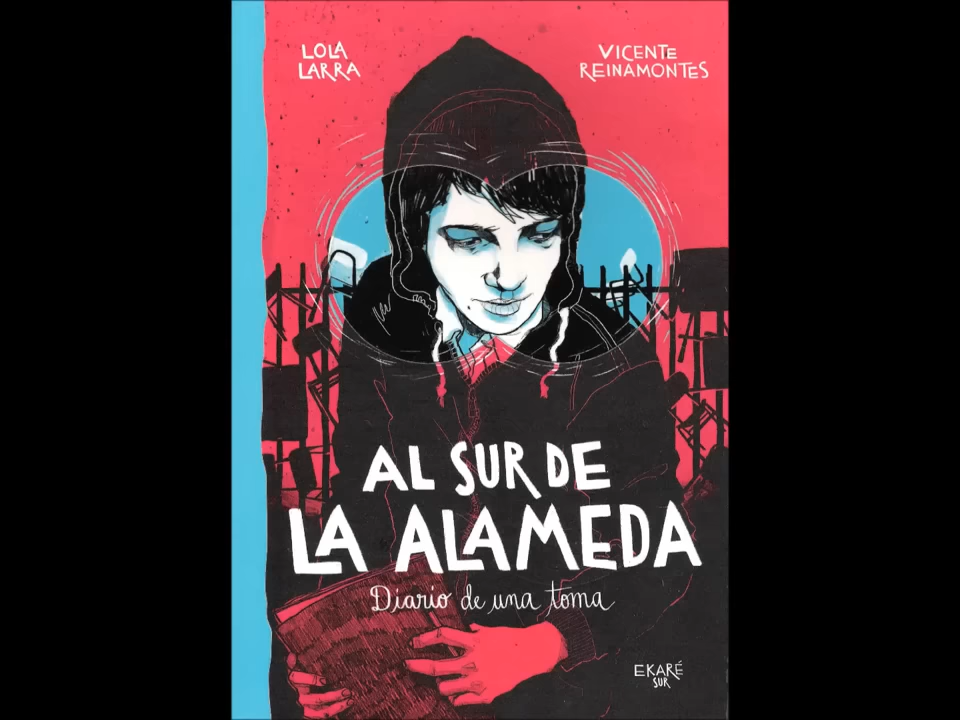 LOLA
LARRA
VICENTE
REINAMONTES
AL SUR DE
LA ALAMEDA
Diario de una toma
EKARÉ
SUR